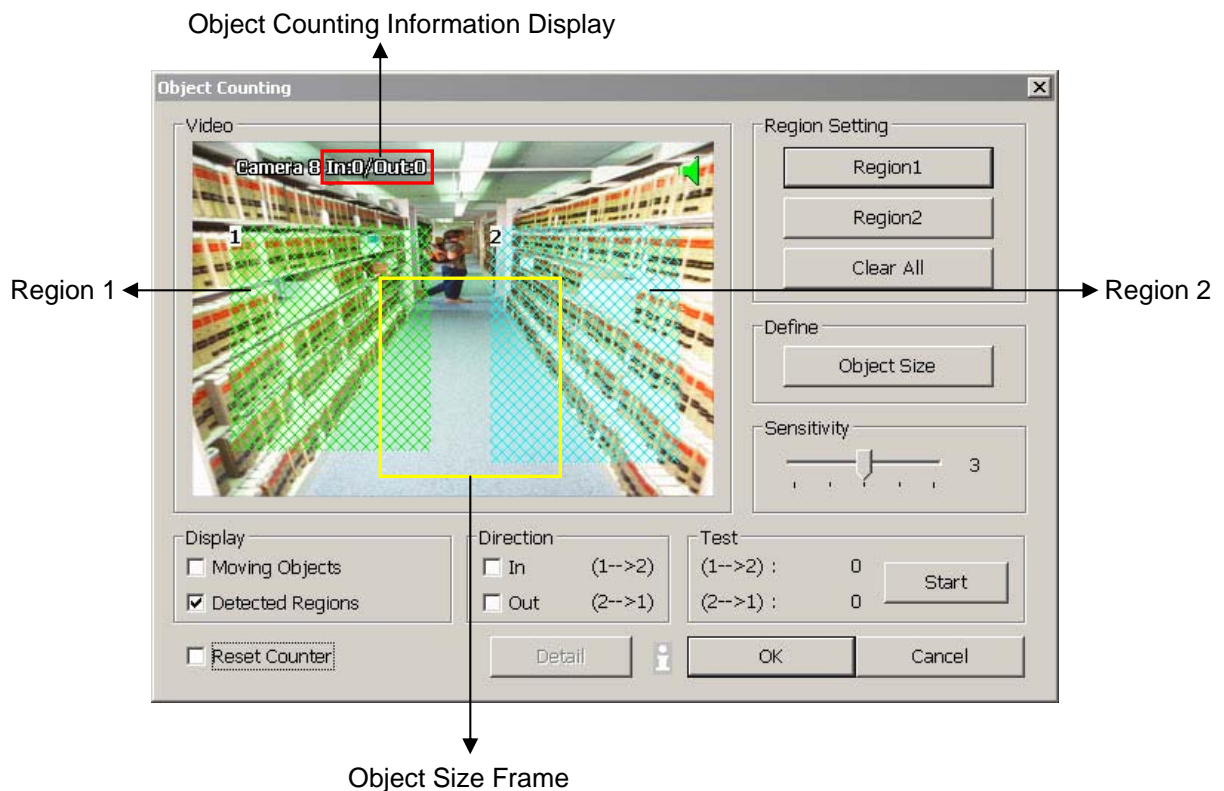 Object Counting Information Display
Object Counting
Video
Region Setting
Camera 8 In:0/Out:0
Region1
1
2
Region2
Clear All
Region 1
Region 2
Define
Object Size
Sensitivity
3
Display
Direction
Test
Moving Objects
In (1-->2)
(1-->2) : 0
Start
Detected Regions
Out (2-->1)
(2-->1) : 0
Reset Counter
Detail
OK
Cancel
Object Size Frame